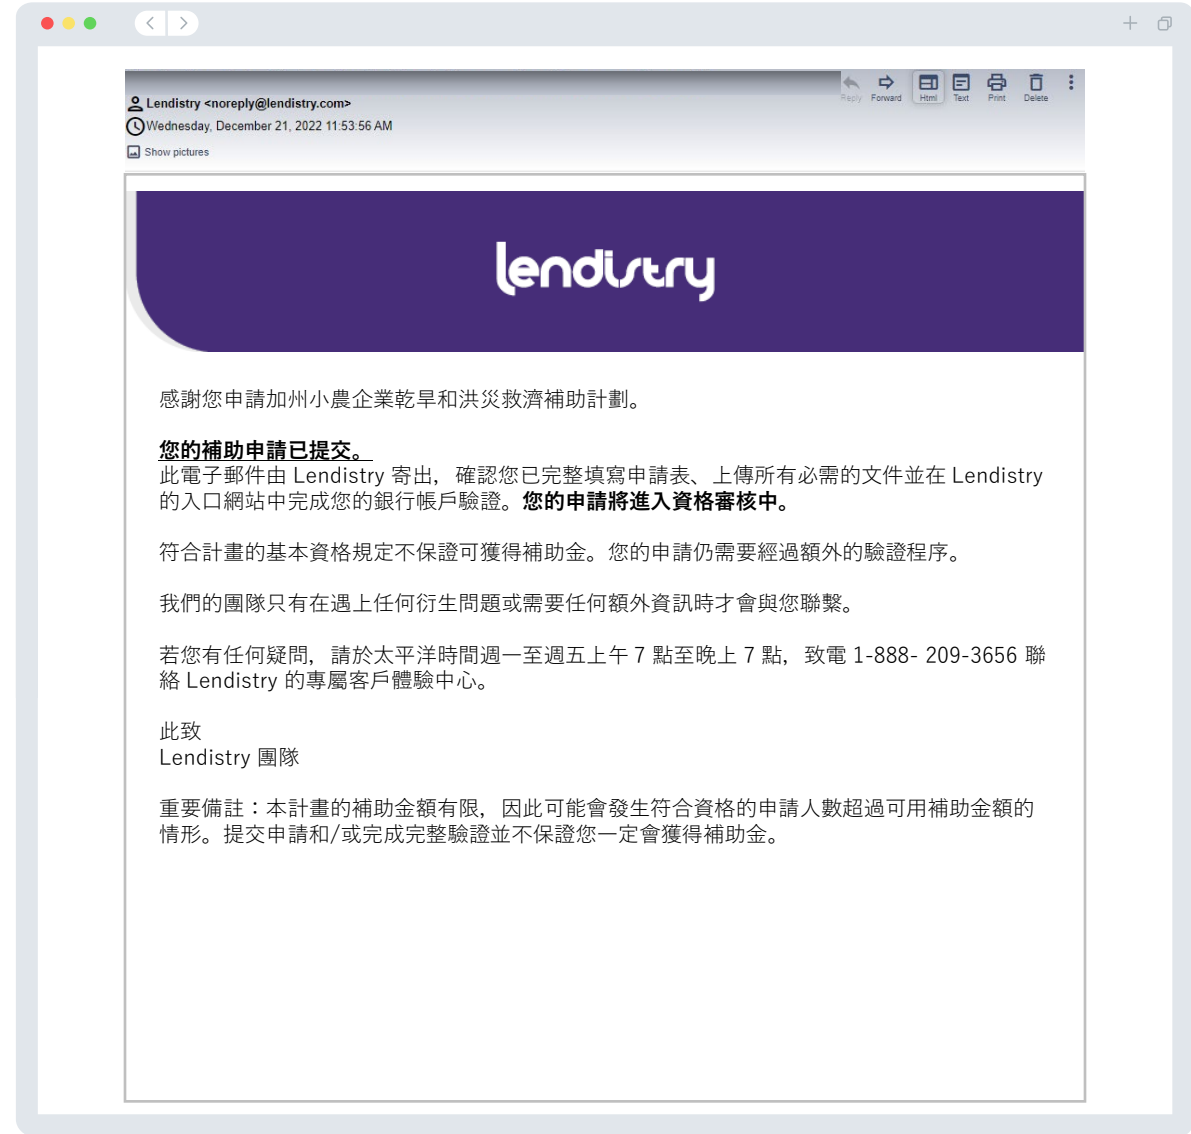 Lendistry <noreply@lendistry.com>
Wednesday, December 21, 2022 11:53:56 AM
Show pictures
Reply Forward Html Text Print Delete
lendistry
感謝您申請加州小農企業乾旱和洪災救濟補助計劃。
您的補助申請已提交。
此電子郵件由 Lendistry 寄出，確認您已完整填寫申請表、上傳所有必需的文件並在 Lendistry
的入口網站中完成您的銀行帳戶驗證。您的申請將進入資格審核中。
符合計畫的基本資格規定不保證可獲得補助金。您的申請仍需要經過額外的驗證程序。
我們的團隊只有在遇上任何衍生問題或需要任何額外資訊時才會與您聯繫。
若您有任何疑問，請於太平洋時間週一至週五上午 7 點至晚上 7 點，致電 1-888- 209-3656 聯
絡 Lendistry 的專屬客戶體驗中心。
此致
Lendistry 團隊
重要備註：本計畫的補助金額有限，因此可能會發生符合資格的申請人數超過可用補助金額的
情形。提交申請和/或完成完整驗證並不保證您一定會獲得補助金。